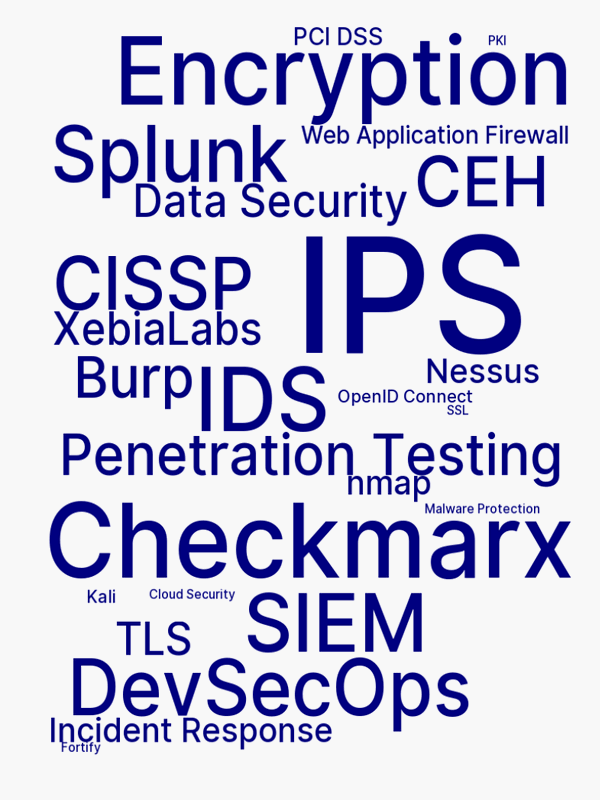 PCI DSS
PKI
Encryption
Web Application Firewall
Splunk
CEH
Data Security
IPS
CISSP
XebiaLabs
Nessus
Burp
IDS
OpenID Connect
SSL
Penetration Testing
nmap
Malware Protection
Checkmarx
Kali
Cloud Security
SIEM
TLS
DevSecOps
Incident Response
Fortify